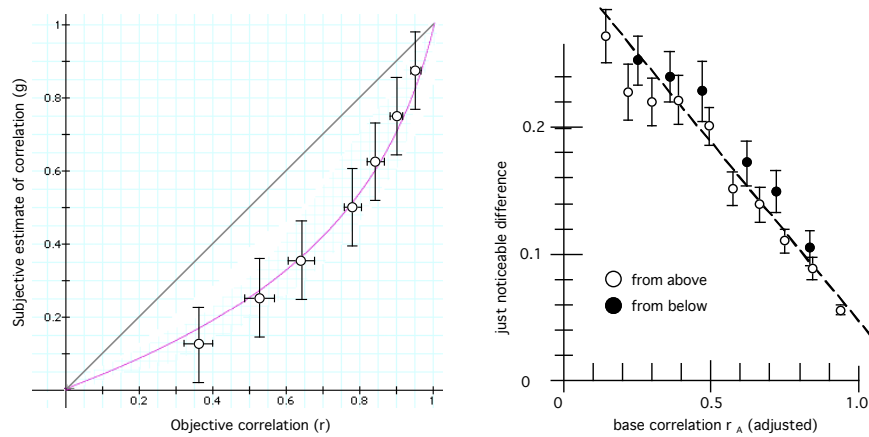 Subjective estimate of correlation (g)
1
0.8
0.6
0.4
0.2
0.2 0.4 0.6 0.8 1
Objective correlation (r)
just noticeable difference
0.2
0.1
0
from above
from below
0 0.5 1.0
base correlation r A (adjusted)